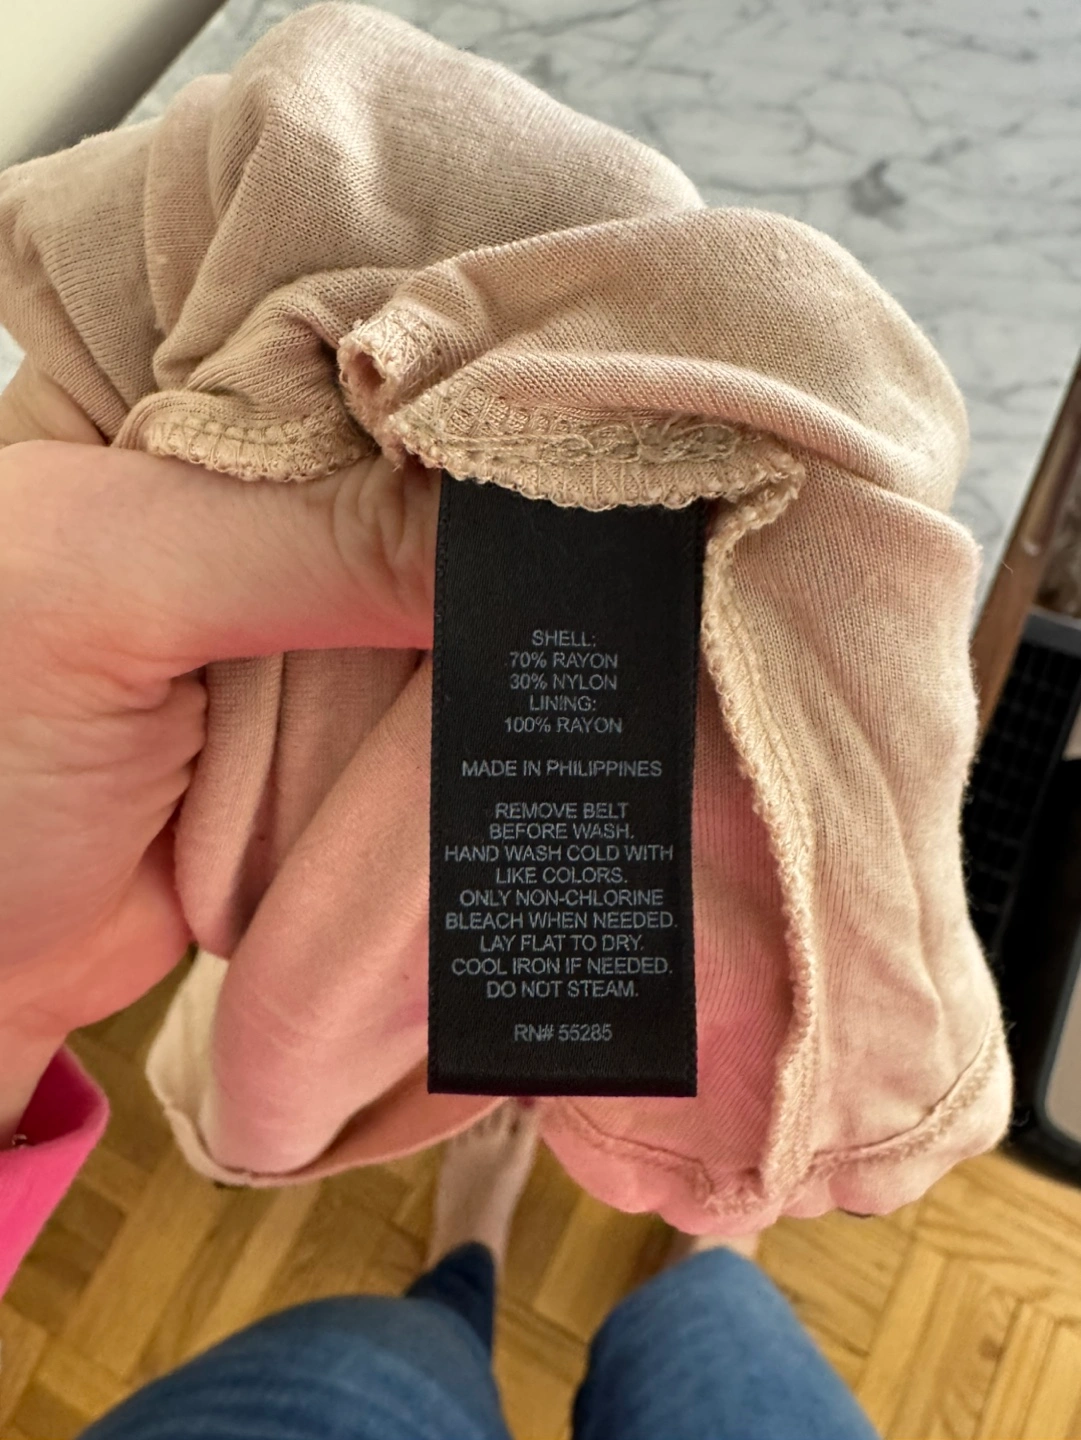 SHELL:
70% RAYON
30% NYLON
LINING:
100% RAYON
MADE IN PHILIPPINES
REMOVE BELT
BEFORE WASH.
HAND WASH COLD WITH
LIKE COLORS.
ONLY NON-CHLORINE
BLEACH WHEN NEEDED.
LAY FLAT TO DRY.
COOL IRON IF NEEDED.
DO NOT STEAM.
RN# 55285